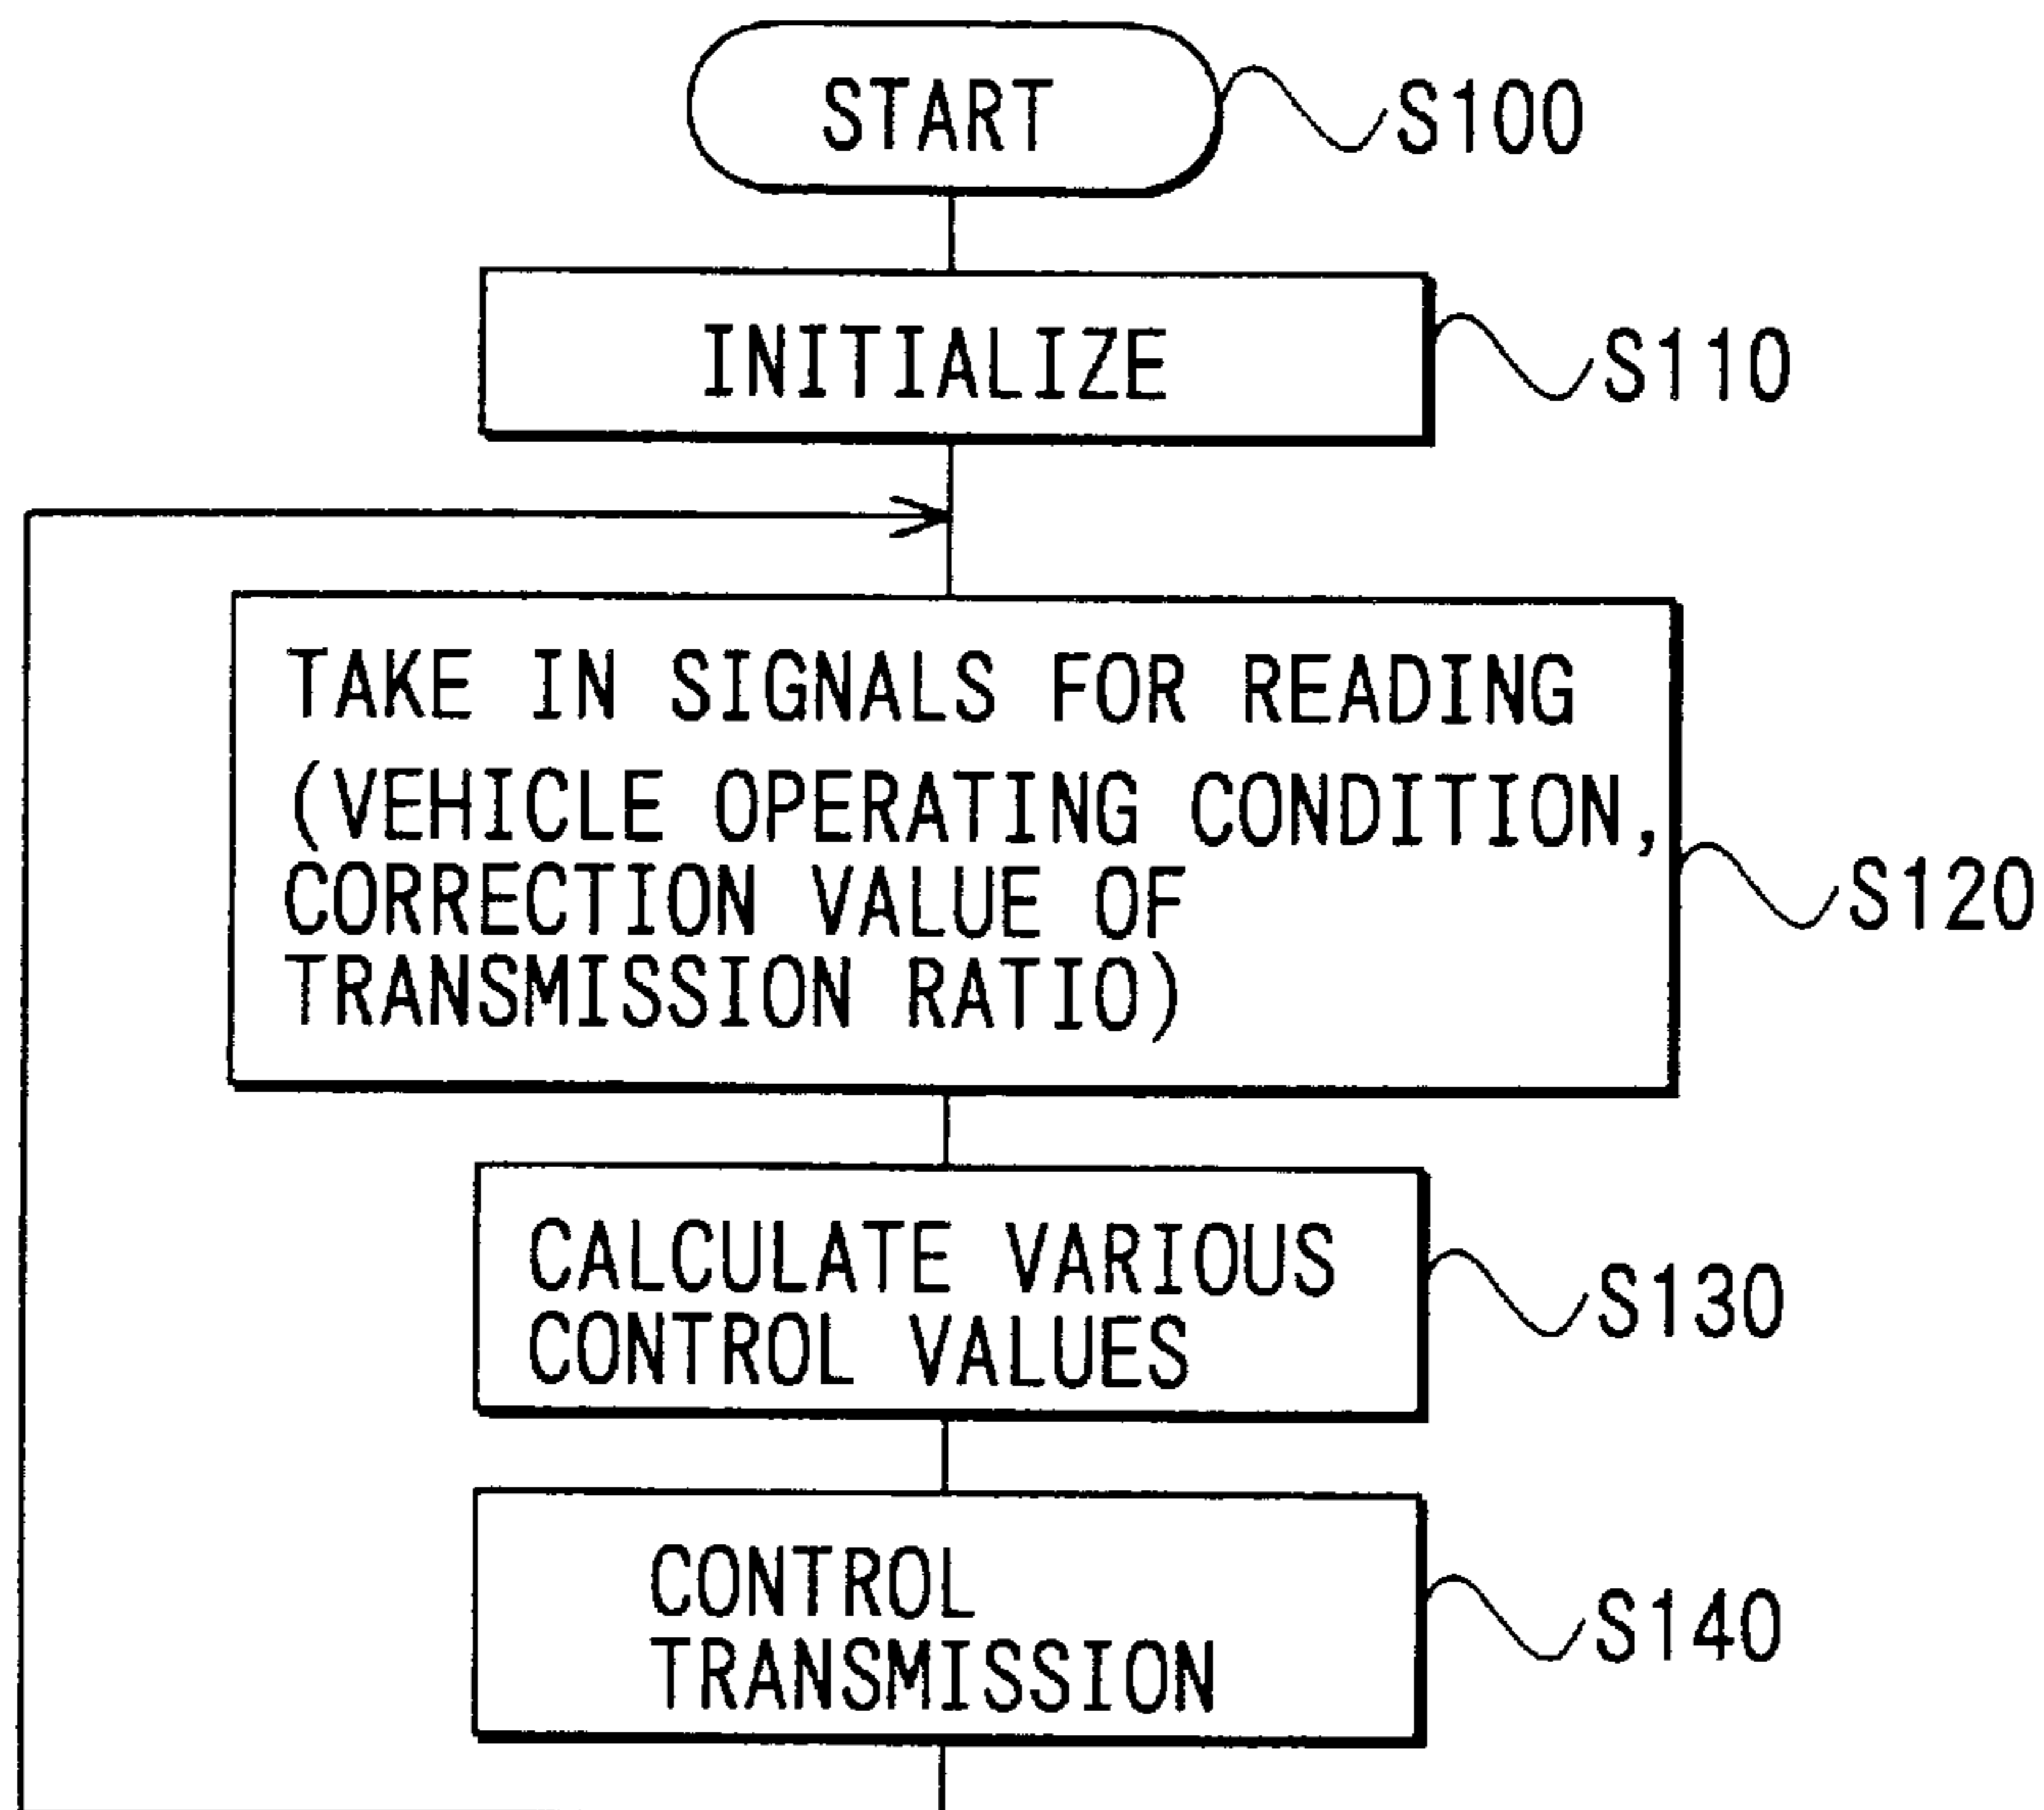 START
S100
INITIALIZE
S110
TAKE IN SIGNALS FOR READING
(VEHICLE OPERATING CONDITION,
CORRECTION VALUE OF
TRANSMISSION RATIO)
S120
CALCULATE VARIOUS
CONTROL VALUES
S130
CONTROL
TRANSMISSION
S140